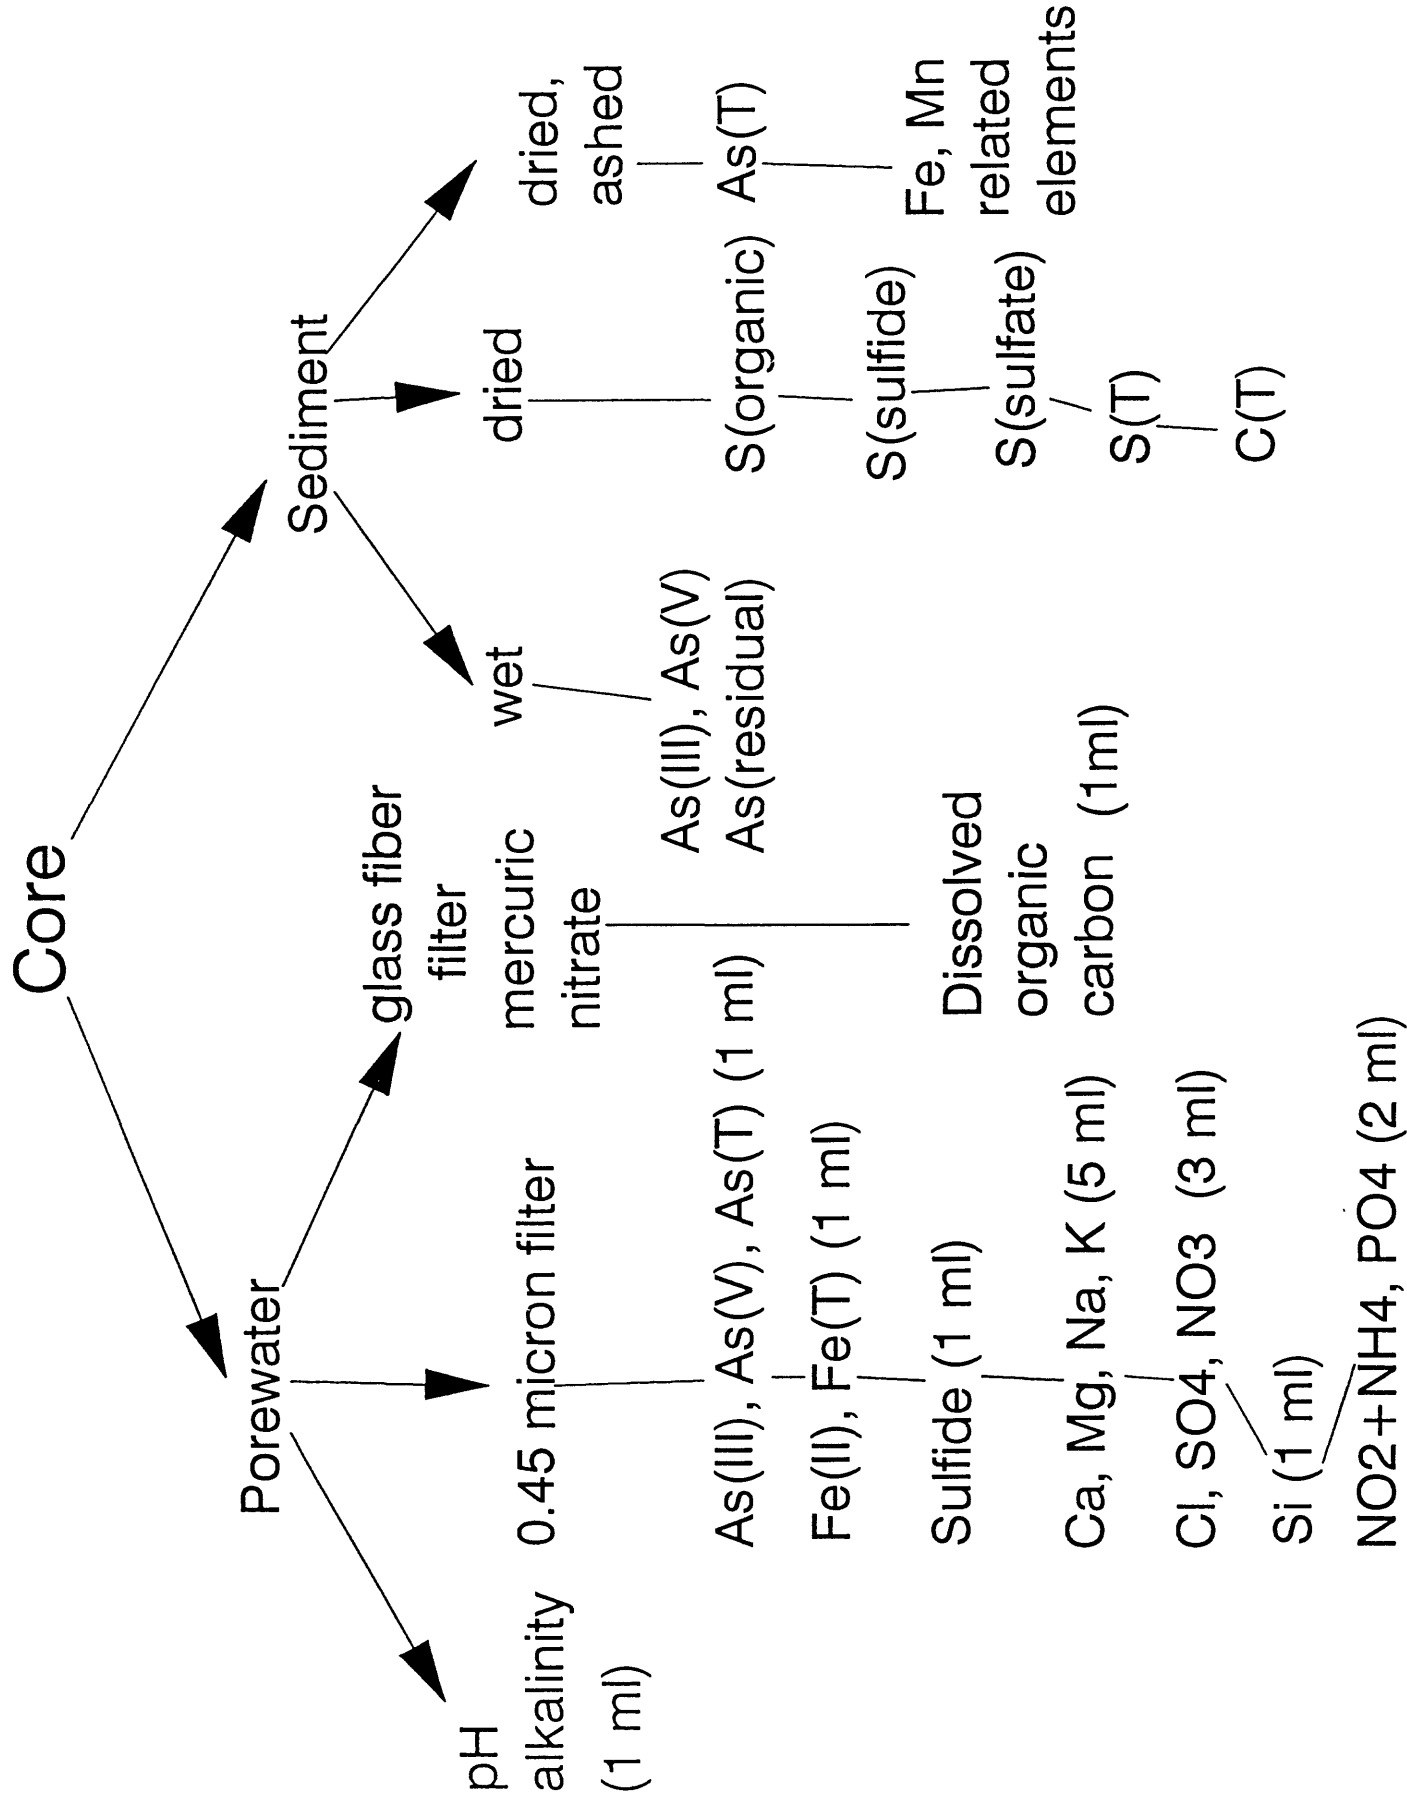 Core
Porewater
Sediment
pH
alkalinity
(1 ml)
0.45 micron filter
As(III), As(V), As(T) (1 ml)
Fe(II), Fe(T) (1 ml)
Sulfide (1 ml)
Ca, Mg, Na, K (5 ml)
Cl, SO4, NO3 (3 ml)
Si (1 ml)
NO2+NH4, PO4 (2 ml)
glass fiber
filter
mercuric
nitrate
Dissolved
organic
carbon (1ml)
wet
As(III), As(V)
As(residual)
dried
S(organic)
S(sulfide)
S(sulfate)
S(T)
C(T)
dried,
ashed
As(T)
Fe, Mn
related
elements